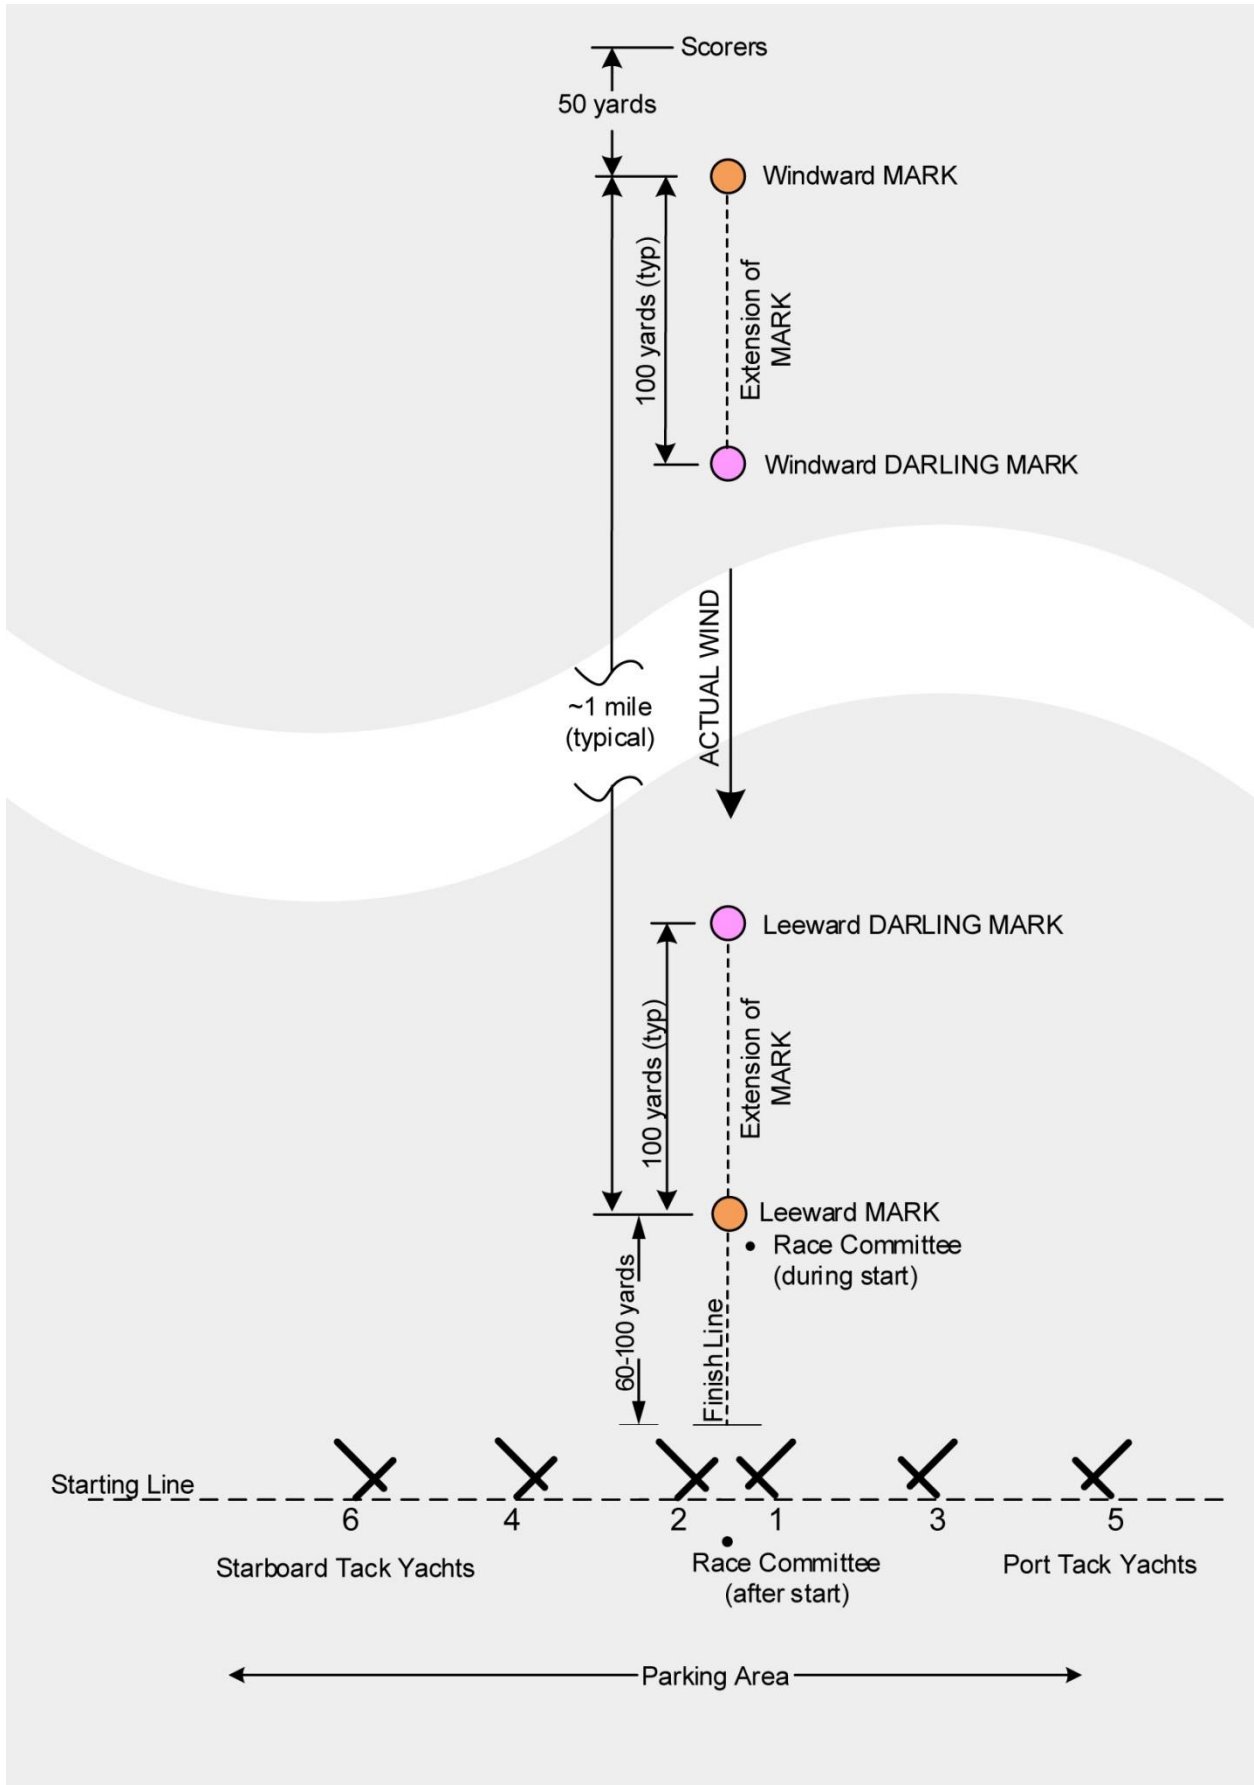 Scorers
50 yards
Windward MARK
100 yards (typ)
Extension of
MARK
Windward DARLING MARK
ACTUAL WIND
~1 mile
(typical)
Leeward DARLING MARK
100 yards (typ)
Extension of
MARK
Leeward MARK
• Race Committee
(during start)
60-100 yards
Finish Line
Starting Line
6 4 2 1 3 5
Starboard Tack Yachts
Race Committee
(after start)
Port Tack Yachts
Parking Area